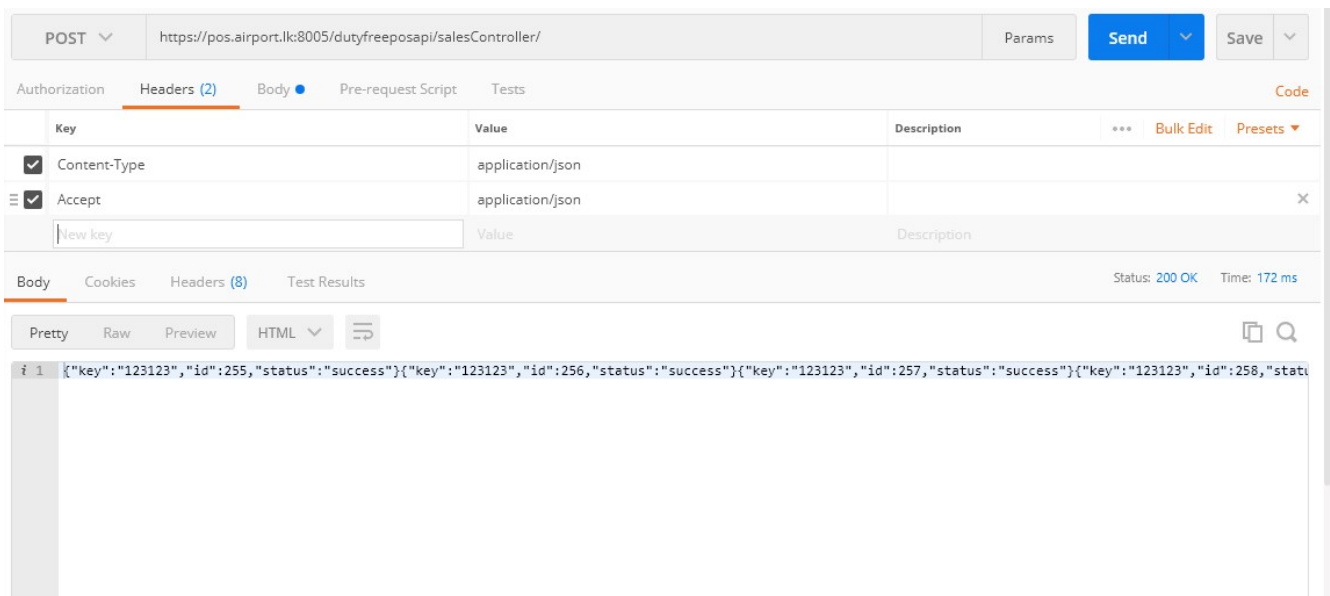 POST https://pos.airport.lk:8005/dutyfreeposapi/salesController/ Params Send Save
Authorization Headers (2) Body Pre-request Script Tests Code
Key Value Description Bulk Edit Presets
Content-Type application/json
Accept application/json
New key Value Description
Body Cookies Headers (8) Test Results Status: 200 OK Time: 172 ms
Pretty Raw Preview HTML
i 1 {"key":"123123","id":255,"status":"success"}{"key":"123123","id":256,"status":"success"}{"key":"123123","id":257,"status":"success"}{"key":"123123","id":258,"statu